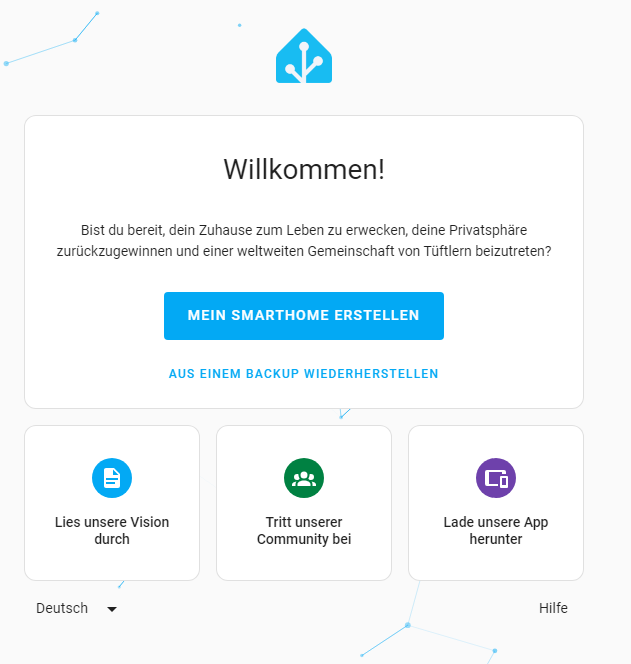 Willkommen!
Bist du bereit, dein Zuhause zum Leben zu erwecken, deine Privatsphäre
zurückzugewinnen und einer weltweiten Gemeinschaft von Tüftlern beizutreten?
MEIN SMARTHOME ERSTELLEN
AUS EINEM BACKUP WIEDERHERSTELLEN
Lies unsere Vision
durch
Tritt unserer
Community bei
Lade unsere App
herunter
Deutsch
Hilfe